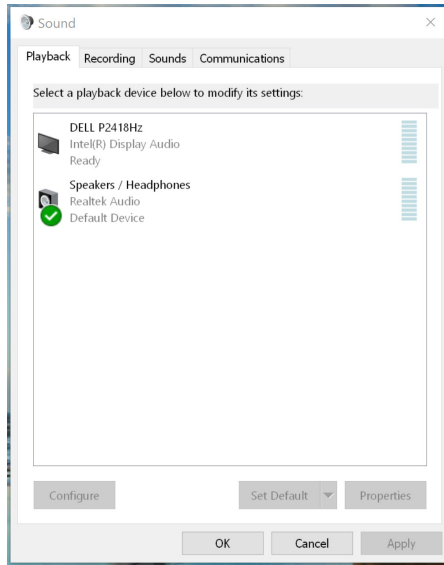 Sound
Playback Recording Sounds Communications
Select a playback device below to modify its settings:
DELL P2418Hz
Intel(R) Display Audio
Ready
Speakers / Headphones
Realtek Audio
Default Device
Configure Set Default Properties
OK Cancel Apply